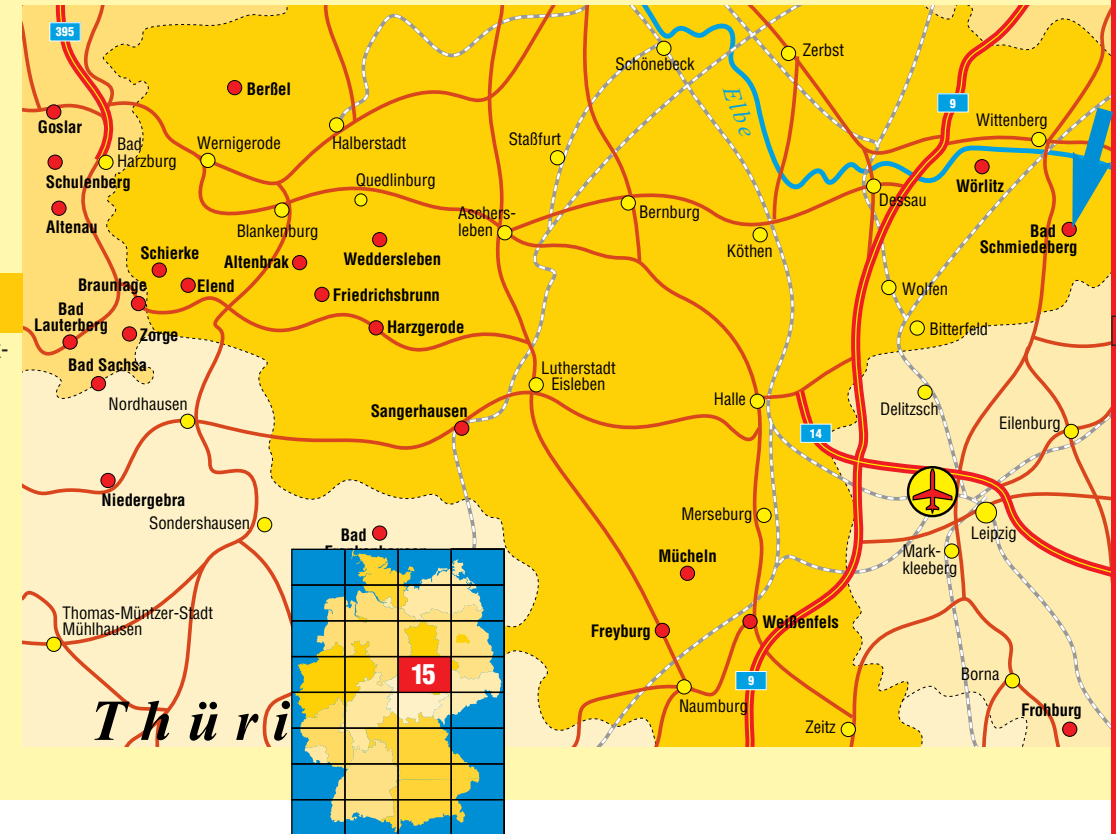 395
Goslar
Schulenberg
Altenau
Bad
Harzburg
Berßel
Wernigerode
Halberstadt
Quedlinburg
Blankenburg
Schierke
Altenbrak
Weddersleben
Braunlage
Elend
Friedrichsbrunn
Bad
Lauterberg
Zorge
Harzgerode
Bad Sachsa
Nordhausen
Sangerhausen
Schönebeck
Zerbst
Elbe
Staßfurt
Aschers-
leben
Bernburg
Köthen
9
Wittenberg
Wörlitz
Dessau
Bad
Schmiedeberg
Wolfen
Bitterfeld
Lutherstadt
Eisleben
Halle
Delitzsch
Eilenburg
14
Niedergebra
Sondershausen
Bad
Merseburg
Leipzig
Mark-
kleeberg
Mücheln
Thomas-Müntzer-Stadt
Mühlhausen
Freyburg
Weißenfels
9
Naumburg
Borna
Zeitz
Frohburg
Thüri
15